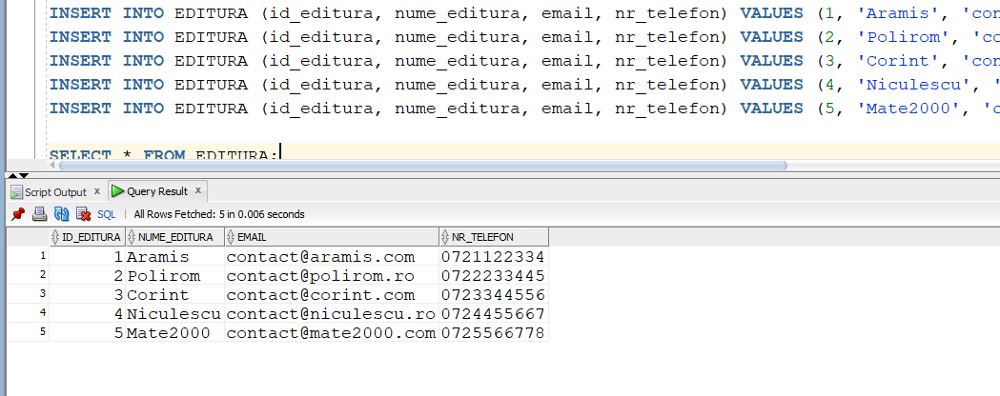 INSERT INTO EDITURA (id_editura, nume_editura, email, nr_telefon) VALUES (1, 'Aramis', 'con
INSERT INTO EDITURA (id_editura, nume_editura, email, nr_telefon) VALUES (2, 'Polirom', 'co
INSERT INTO EDITURA (id_editura, nume_editura, email, nr_telefon) VALUES (3, 'Corint', 'con
INSERT INTO EDITURA (id_editura, nume_editura, email, nr_telefon) VALUES (4, 'Niculescu', '
INSERT INTO EDITURA (id_editura, nume_editura, email, nr_telefon) VALUES (5, 'Mate2000', 'c
SELECT * FROM EDITURA;
Script Output x Query Result x
SQL | All Rows Fetched: 5 in 0.006 seconds
ID_EDITURA NUME_EDITURA EMAIL NR_TELEFON
1 1 Aramis contact@aramis.com 0721122334
2 2 Polirom contact@polirom.ro 0722233445
3 3 Corint contact@corint.com 0723344556
4 4 Niculescu contact@niculescu.ro 0724455667
5 5 Mate2000 contact@mate2000.com 0725566778